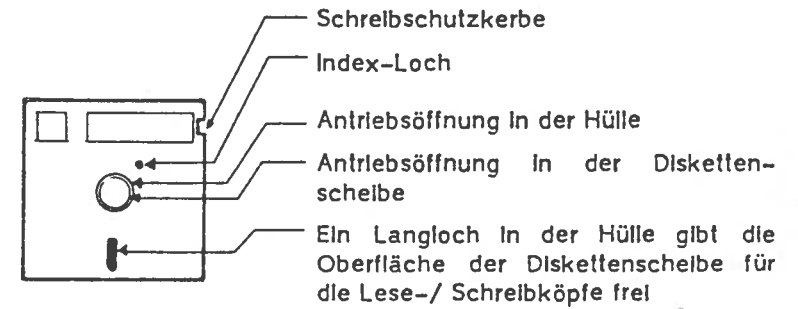 Schreibschutzkerbe
Index-Loch
Antriebsöffnung in der Hülle
Antriebsöffnung in der Disketten-
scheibe
Ein Langloch in der Hülle gibt die
Oberfläche der Diskettenscheibe für
die Lese-/ Schreibköpfe frei